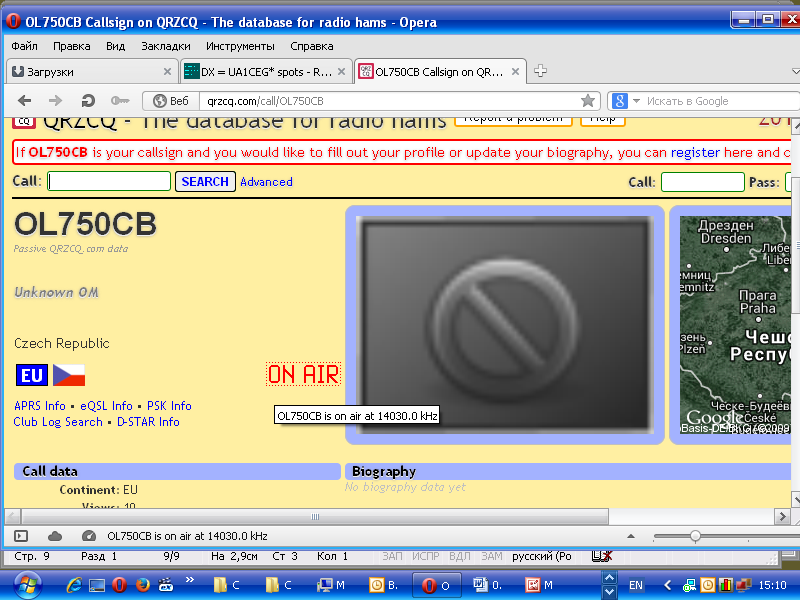 OL750CB Callsign on QRZCQ - The database for radio hams - Opera
Файл Правка Вид Закладки Инструменты Справка
Загрузки DX = UA1CEG* spots - R... OL750CB Callsign on QR...
Веб qrzcq.com/call/OL750CB Искать в Google
QRZCQ - The database for radio hams Report a problem Help
If OL750CB is your callsign and you would like to fill out your profile or update your biography, you can register here and c
Call: SEARCH Advanced Call: Pass:
OL750CB
Passive QRZCQ.com data
Unknown OM
Czech Republic
EU
ON AIR
OL750CB is on air at 14030.0 kHz
APRS Info • eQSL Info • PSK Info
Club Log Search • D-STAR Info
Дрезден
Dresden
Либе
Liber
мниц
emnitz
Прага
Praha
зень
Plzeň
Чешс
Респу
Ческе-Будеёв
České
Google
Call data
Continent: EU
Views: 10
Biography
No biography data yet
OL750CB is on air at 14030.0 kHz
Стр. 9 Разд 1 9/9 На 2,9см Ст 3 Кол 1 ЗАП ИСПР ВДЛ ЗАМ русский (Ро
C C M В. O 0. M EN 15:10